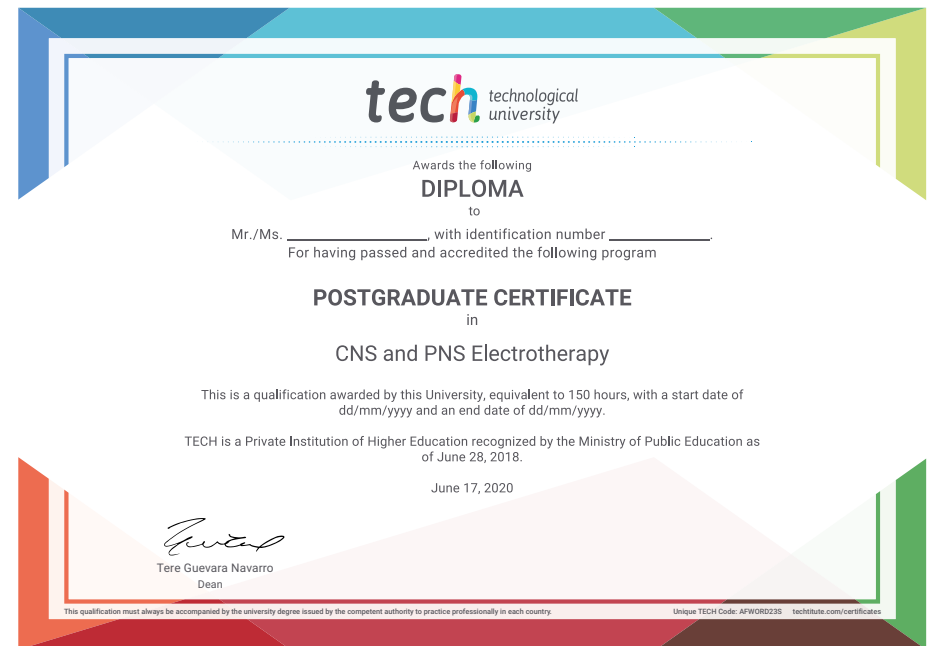 tech technological
university
Awards the following
DIPLOMA
to
Mr./Ms. ____________________, with identification number ______________.
For having passed and accredited the following program
POSTGRADUATE CERTIFICATE
in
CNS and PNS Electrotherapy
This is a qualification awarded by this University, equivalent to 150 hours, with a start date of
dd/mm/yyyy and an end date of dd/mm/yyyy.
TECH is a Private Institution of Higher Education recognized by the Ministry of Public Education as
of June 28, 2018.
June 17, 2020
Tere Guevara Navarro
Dean
This qualification must always be accompanied by the university degree issued by the competent authority to practice professionally in each country. Unique TECH Code: AFWORD23S techtitute.com/certificates